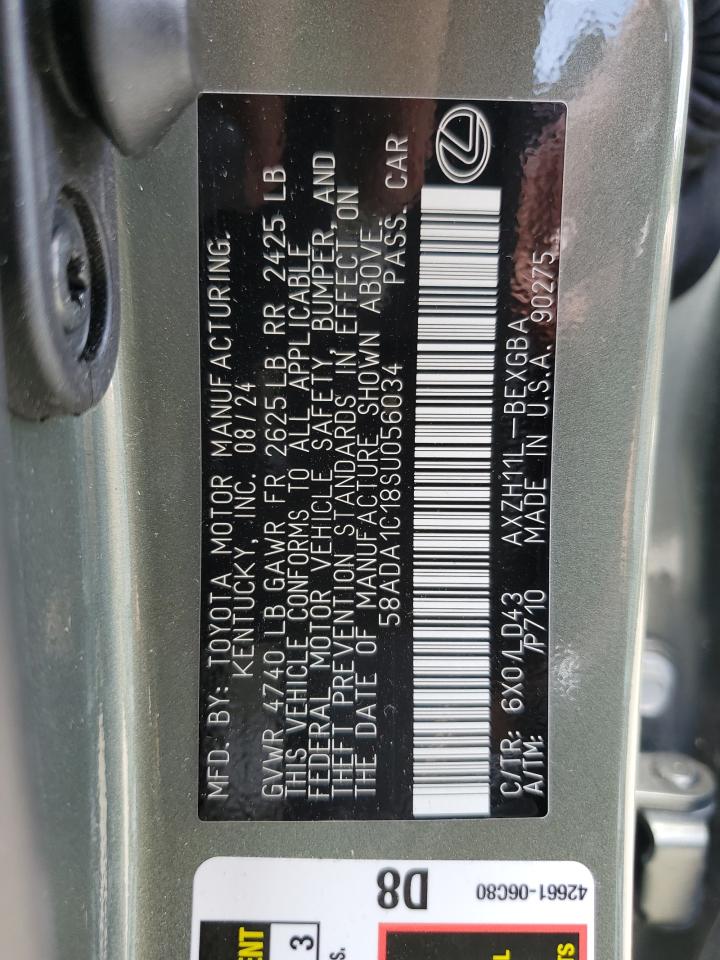 MFD. BY: TOYOTA MOTOR MANUFACTURING.
KENTUCKY, INC. 08/24
GVWR 4740 LB GAWR FR 2625 LB RR 2425 LB
THIS VEHICLE CONFORMS TO ALL APPLICABLE
FEDERAL MOTOR VEHICLE SAFETY, BUMPER, AND
THEFT PREVENTION STANDARDS IN EFFECT ON
THE DATE OF MANUFACTURE SHOWN ABOVE.
58ADA1C18SU056034 PASS. CAR
C/TR: 6X0/LD43 AXZH11L-BEXGBA
A/TM: /P710 MADE IN U.S.A. 90275
D8
42661-06C80
3